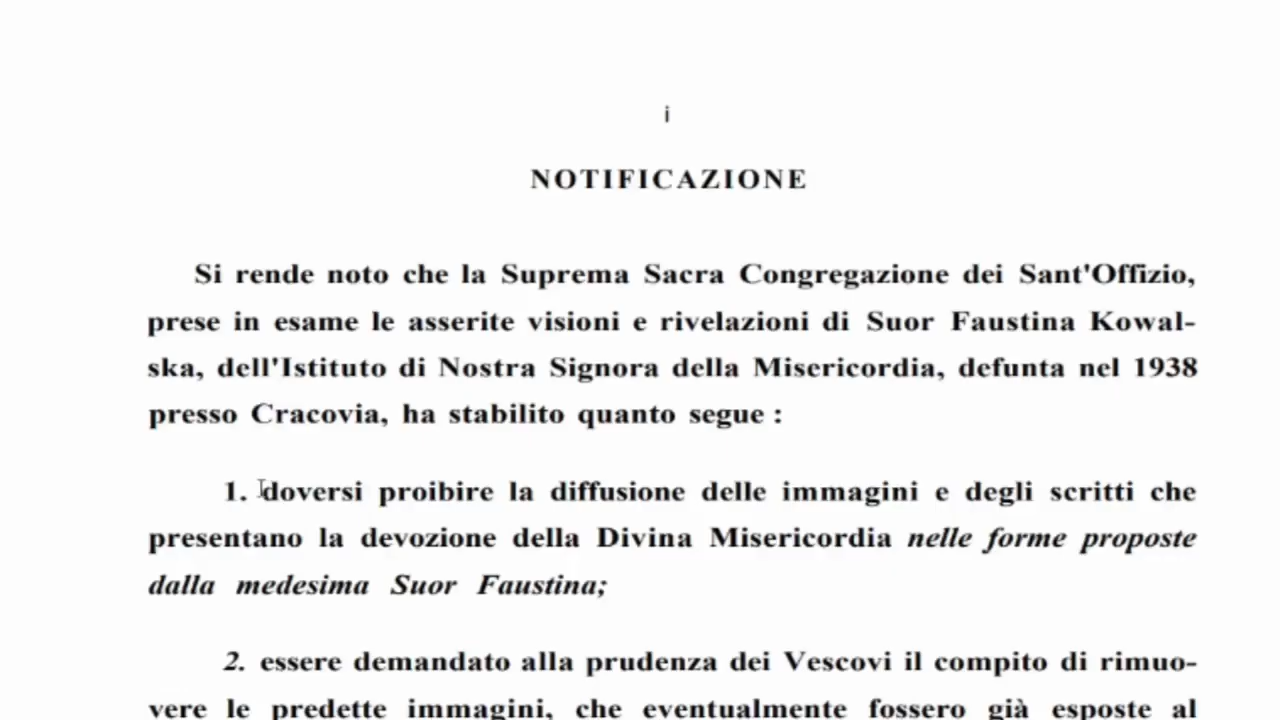 i
NOTIFICAZIONE
Si rende noto che la Suprema Sacra Congregazione dei Sant'Offizio,
prese in esame le asserite visioni e rivelazioni di Suor Faustina Kowal-
ska, dell'Istituto di Nostra Signora della Misericordia, defunta nel 1938
presso Cracovia, ha stabilito quanto segue :
1. doversi proibire la diffusione delle immagini e degli scritti che
presentano la devozione della Divina Misericordia nelle forme proposte
dalla medesima Suor Faustina;
2. essere demandato alla prudenza dei Vescovi il compito di rimuo-
vere le predette immagini, che eventualmente fossero già esposte al